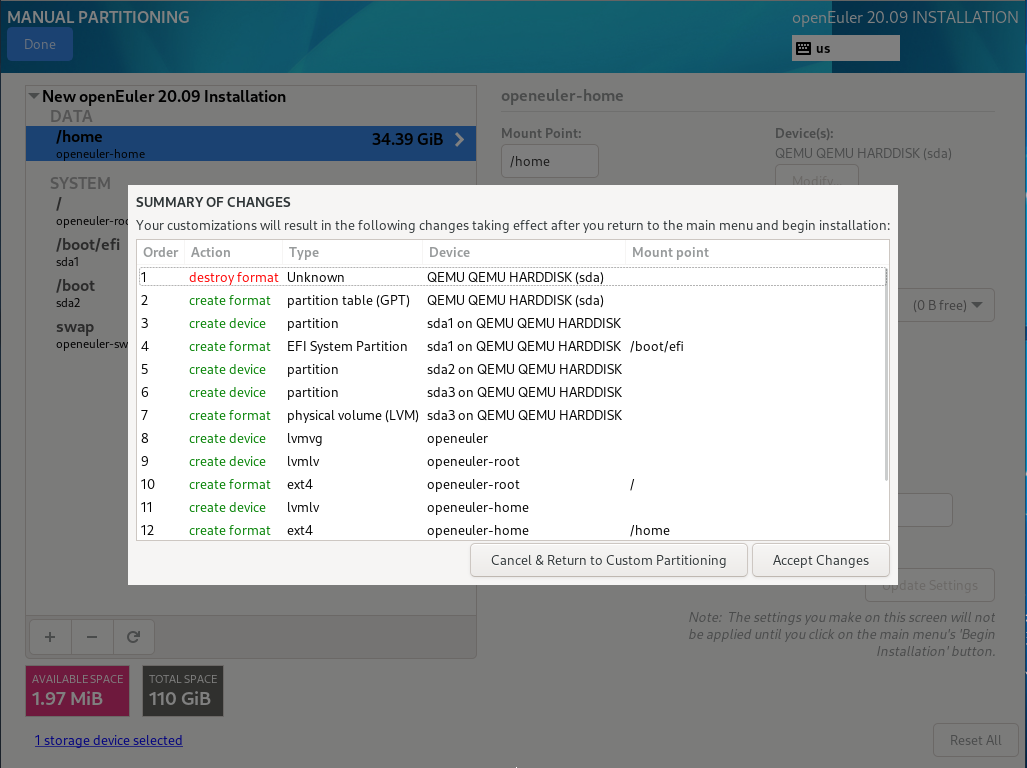 MANUAL PARTITIONING
openEuler 20.09 INSTALLATION
Done
us
New openEuler 20.09 Installation
DATA
/home
34.39 GiB
openeuler-home
SYSTEM
/
/boot/efi
sda1
/boot
sda2
swap
openeuler-home
Mount Point:
/home
Device(s):
QEMU QEMU HARDDISK (sda)
Modify...
SUMMARY OF CHANGES
Your customizations will result in the following changes taking effect after you return to the main menu and begin installation:
Order Action Type Device Mount point
1 destroy format Unknown QEMU QEMU HARDDISK (sda)
2 create format partition table (GPT) QEMU QEMU HARDDISK (sda)
3 create device partition sda1 on QEMU QEMU HARDDISK
4 create format EFI System Partition sda1 on QEMU QEMU HARDDISK /boot/efi
5 create device partition sda2 on QEMU QEMU HARDDISK
6 create device partition sda3 on QEMU QEMU HARDDISK
7 create format physical volume (LVM) sda3 on QEMU QEMU HARDDISK
8 create device lvmvg openeuler
9 create device lvmlv openeuler-root
10 create format ext4 openeuler-root /
11 create device lvmlv openeuler-home
12 create format ext4 openeuler-home /home
Cancel & Return to Custom Partitioning
Accept Changes
(0 B free)
Update Settings
Note: The settings you make on this screen will not
be applied until you click on the main menu's 'Begin
Installation' button.
+ −
AVAILABLE SPACE
1.97 MiB
TOTAL SPACE
110 GiB
1 storage device selected
Reset All